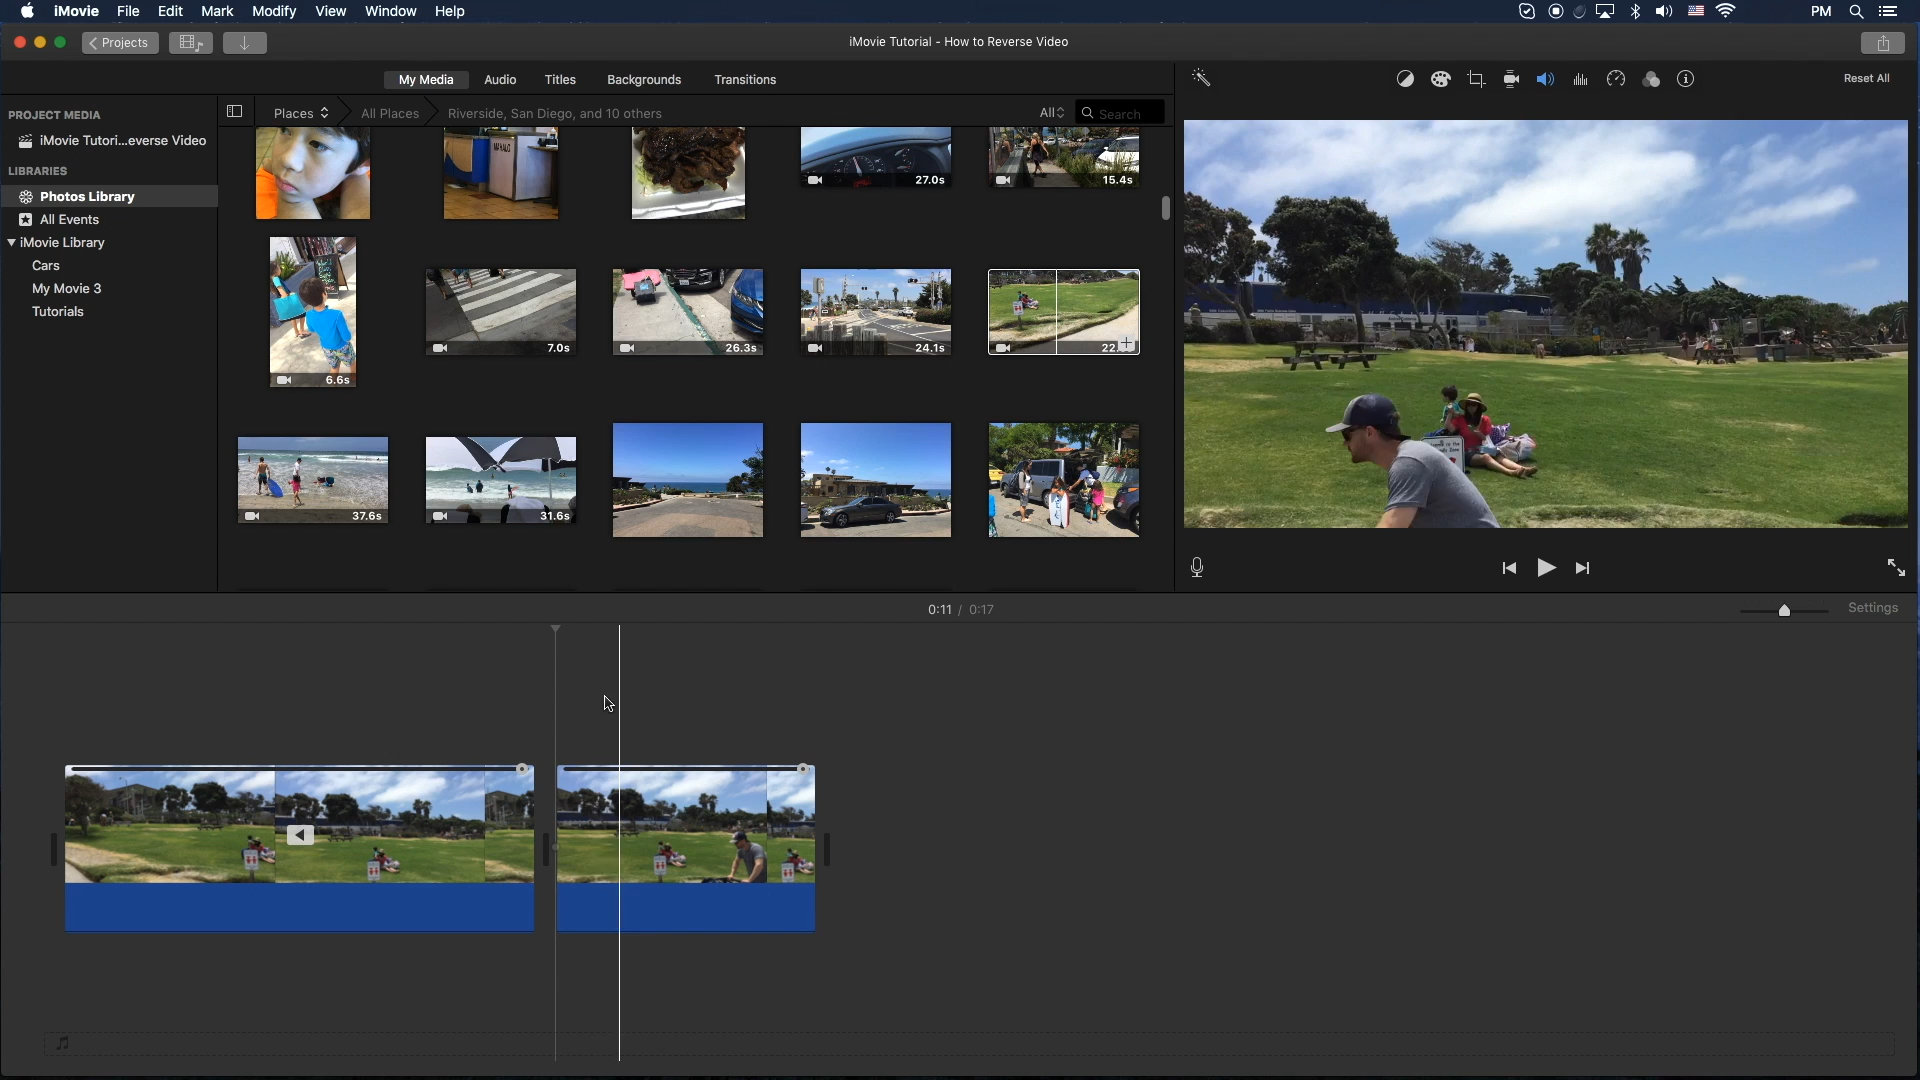 iMovie File Edit Mark Modify View Window Help PM
Projects iMovie Tutorial - How to Reverse Video
My Media Audio Titles Backgrounds Transitions Reset All
PROJECT MEDIA
iMovie Tutori...everse Video
LIBRARIES
Photos Library
All Events
iMovie Library
Cars
My Movie 3
Tutorials
Places All Places Riverside, San Diego, and 10 others All Search
MAHALO
27.0s
15.4s
6.6s
7.0s
26.3s
24.1s
22.
37.6s
31.6s
0:11 / 0:17 Settings